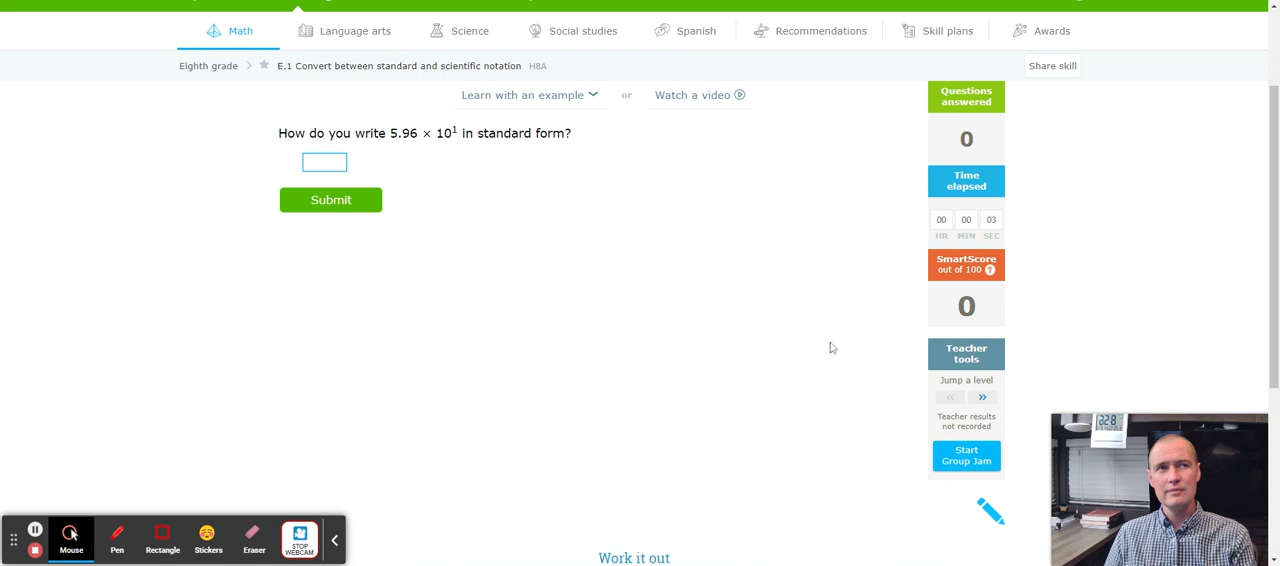 Math
Language arts
Science
Social studies
Spanish
Recommendations
Skill plans
Awards
Eighth grade > E.1 Convert between standard and scientific notation H8A
Share skill
Learn with an example or Watch a video
How do you write 5.96 × 10¹ in standard form?
Submit
Questions
answered
0
Time
elapsed
00 00 03
HR MIN SEC
SmartScore
out of 100 ?
0
Teacher
tools
Jump a level
<< >>
Teacher results
not recorded
Start
Group Jam
Work it out
Mouse
Pen
Rectangle
Stickers
Eraser
STOP
WEBCAM